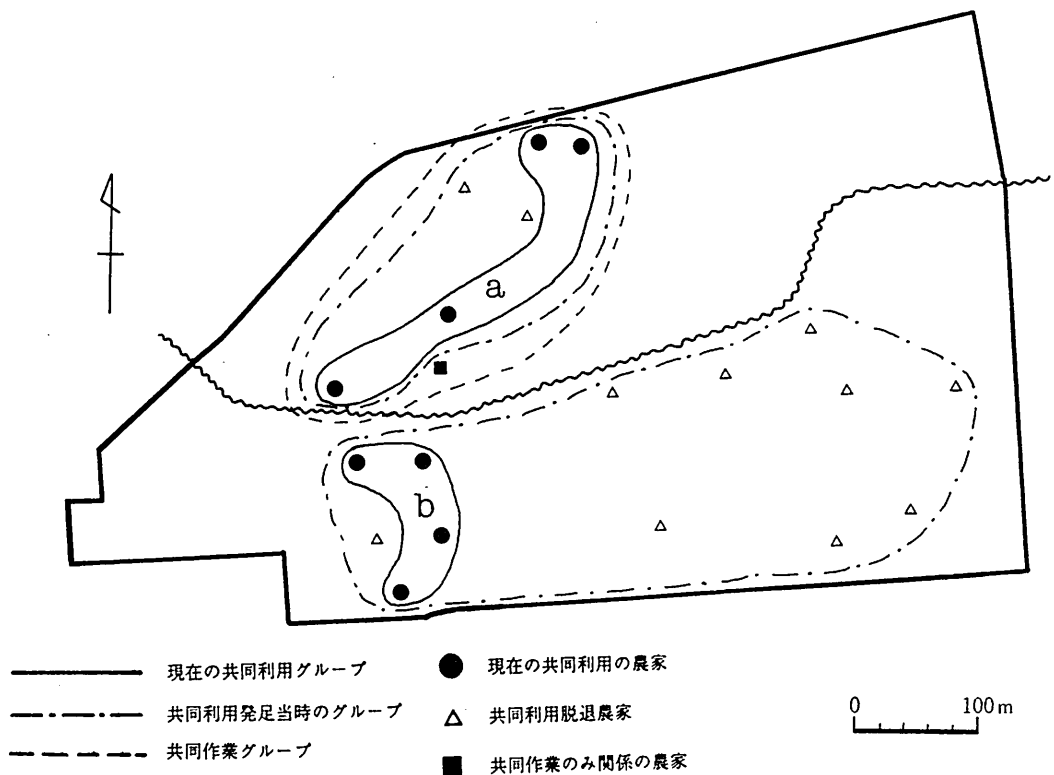 a
b
現在の共同利用グループ
共同利用発足当時のグループ
共同作業グループ
現在の共同利用の農家
共同利用脱退農家
共同作業のみ関係の農家
0 100m